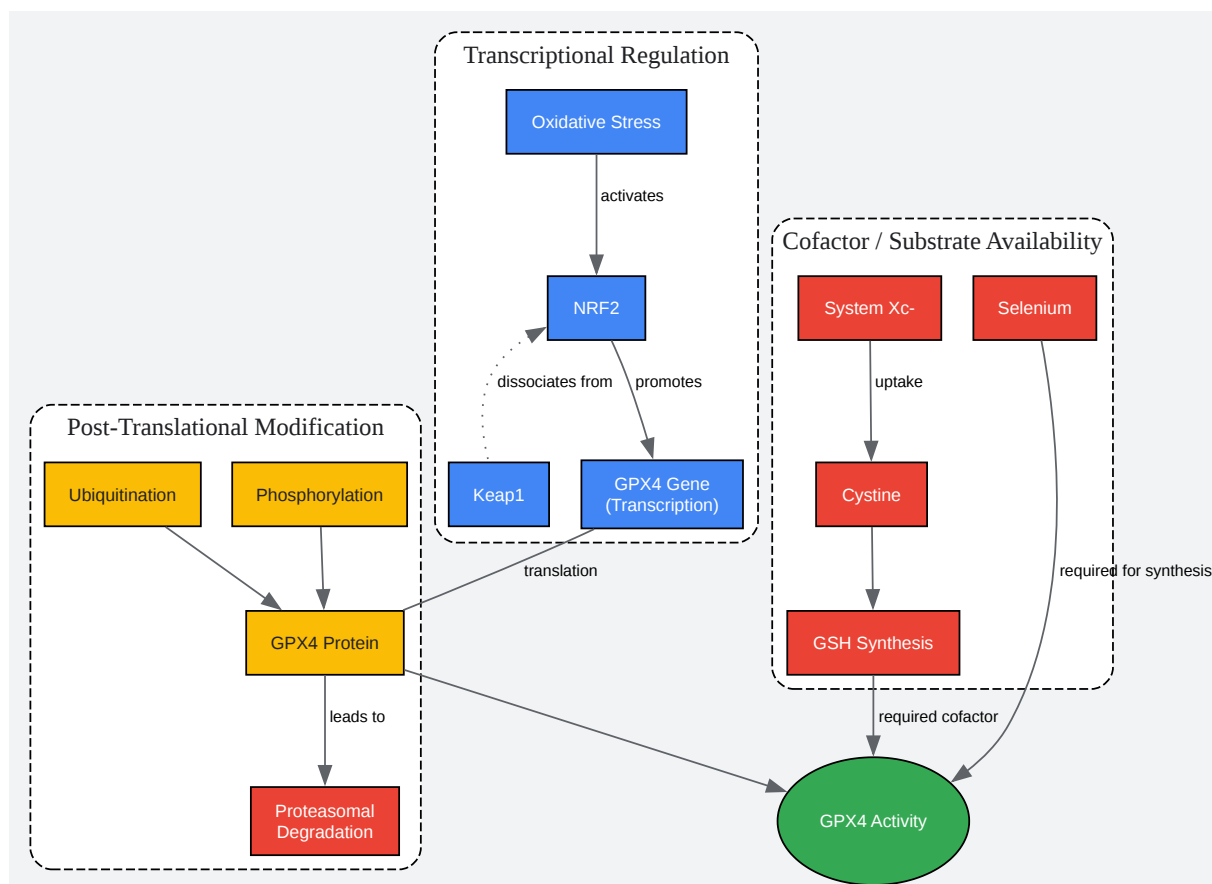 Transcriptional Regulation
Oxidative Stress
activates
NRF2
dissociates from
promotes
Keap1
GPX4 Gene
(Transcription)
translation
Cofactor / Substrate Availability
System Xc-
Selenium
uptake
Cystine
required for synthesis
GSH Synthesis
required cofactor
Post-Translational Modification
Ubiquitination
Phosphorylation
GPX4 Protein
leads to
Proteasomal
Degradation
GPX4 Activity